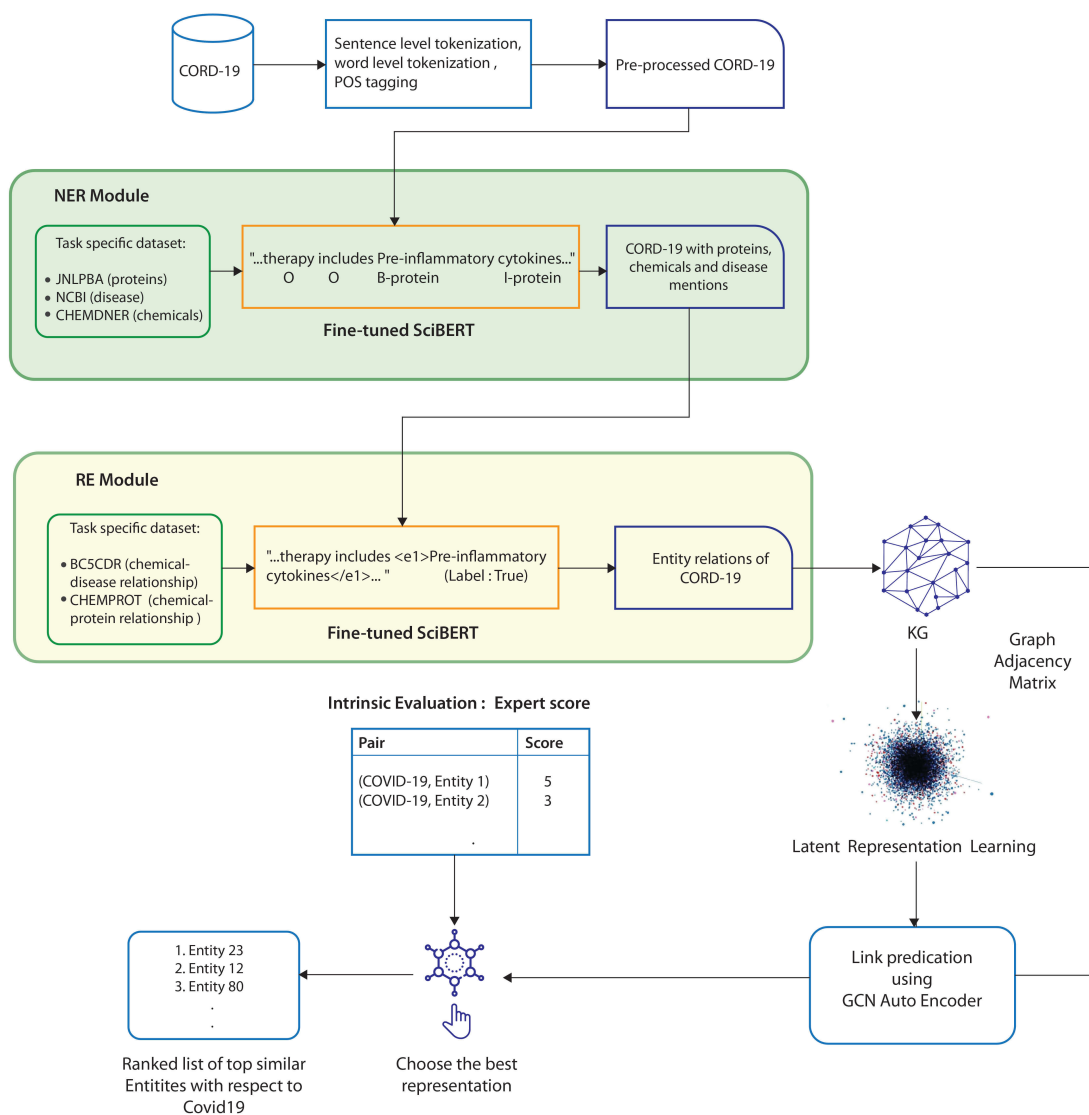 CORD-19
Sentence level tokenization,
word level tokenization ,
POS tagging
Pre-processed CORD-19
NER Module
Task specific dataset:
• JNLPBA (proteins)
• NCBI (disease)
• CHEMDNER (chemicals)
"...therapy includes Pre-inflammatory cytokines..."
O O B-protein I-protein
Fine-tuned SciBERT
CORD-19 with proteins,
chemicals and disease
mentions
RE Module
Task specific dataset:
• BC5CDR (chemical-
disease relationship)
• CHEMPROT (chemical-
protein relationship )
"...therapy includes <e1>Pre-inflammatory
cytokines</e1>... " (Label : True)
Fine-tuned SciBERT
Entity relations of
CORD-19
KG
Graph
Adjacency
Matrix
Latent Representation Learning
Link predication
using
GCN Auto Encoder
Intrinsic Evaluation : Expert score
Pair Score
(COVID-19, Entity 1) 5
(COVID-19, Entity 2) 3
.
Choose the best
representation
1. Entity 23
2. Entity 12
3. Entity 80
.
.
Ranked list of top similar
Entitites with respect to
Covid19